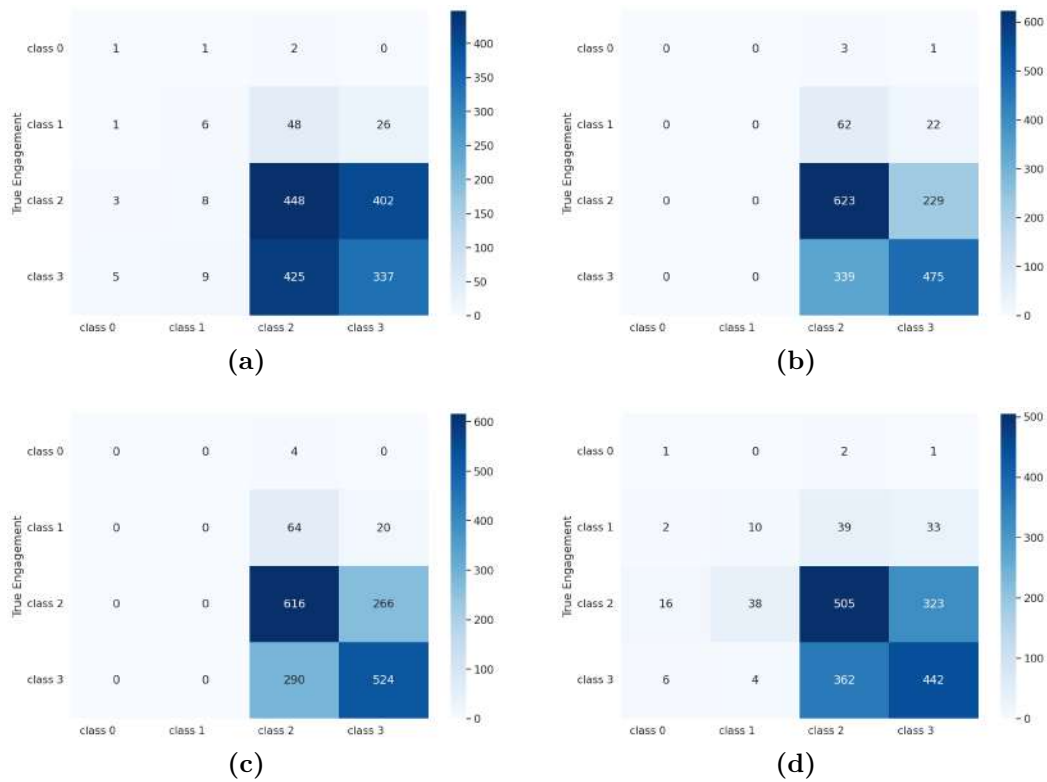 class 0 1 1 2 0
class 1 1 6 48 26
class 2 3 8 448 402
class 3 5 9 425 337
class 0 class 1 class 2 class 3
True Engagement
400
350
300
250
200
150
100
50
0
(a)
class 0 0 0 3 1
class 1 0 0 62 22
class 2 0 0 623 229
class 3 0 0 339 475
class 0 class 1 class 2 class 3
True Engagement
600
500
400
300
200
100
0
(b)
class 0 0 0 4 0
class 1 0 0 64 20
class 2 0 0 616 266
class 3 0 0 290 524
class 0 class 1 class 2 class 3
True Engagement
600
500
400
300
200
100
0
(c)
class 0 1 0 2 1
class 1 2 10 39 33
class 2 16 38 505 323
class 3 6 4 362 442
class 0 class 1 class 2 class 3
True Engagement
500
400
300
200
100
0
(d)